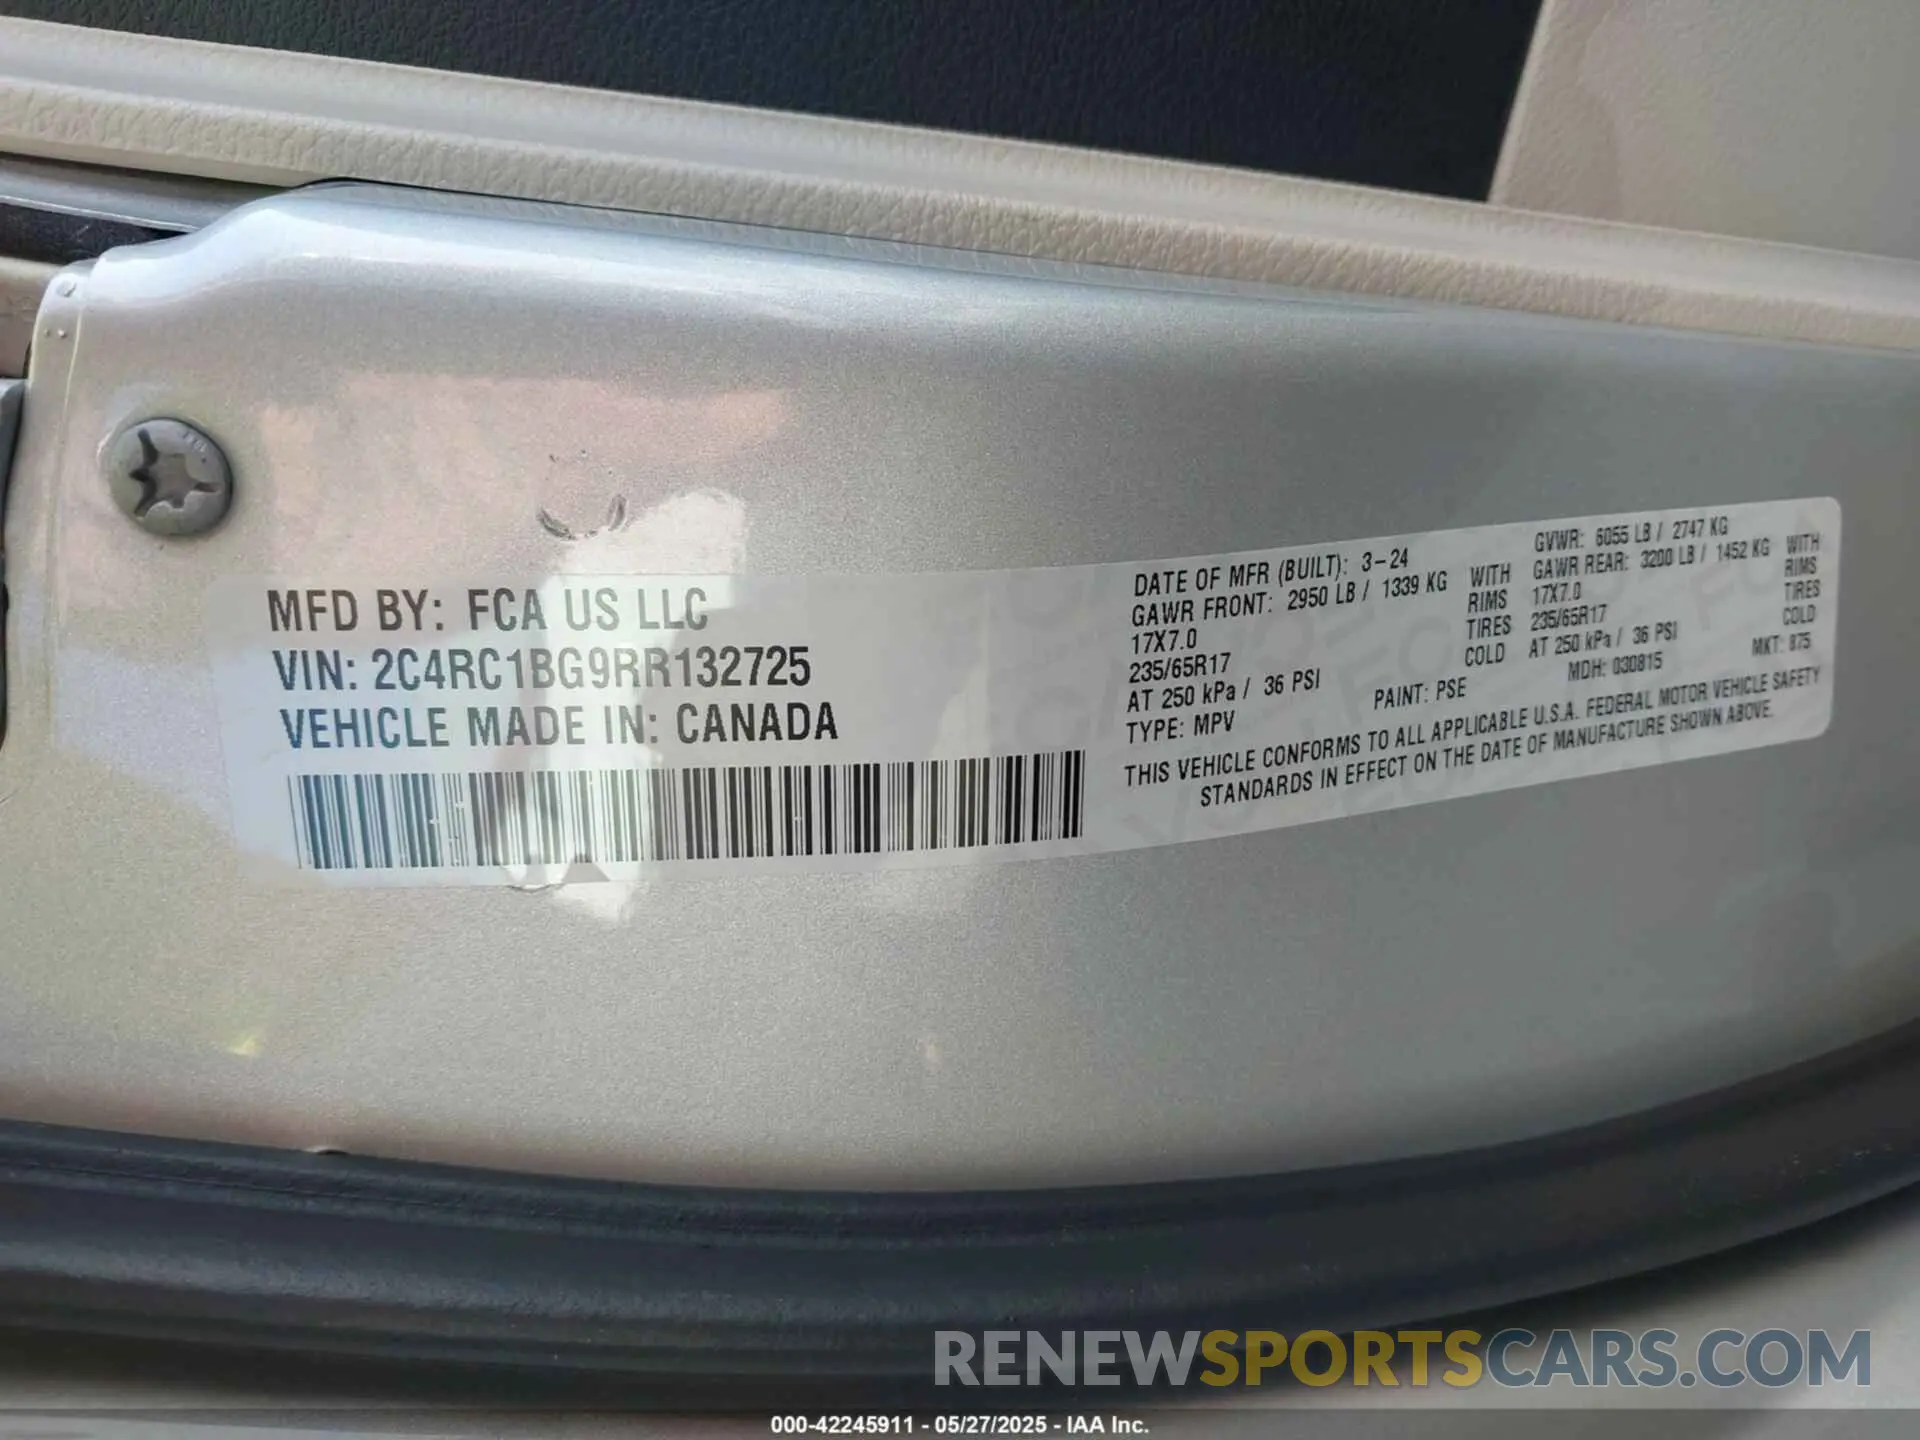 MFD BY: FCA US LLC
VIN: 2C4RC1BG9RR132725
VEHICLE MADE IN: CANADA
DATE OF MFR (BUILT): 3-24 GVWR: 6055 LB / 2747 KG
GAWR FRONT: 2950 LB / 1339 KG WITH GAWR REAR: 3200 LB / 1452 KG WITH
17X7.0 RIMS 17X7.0 RIMS
235/65R17 TIRES 235/65R17 TIRES
AT 250 kPa / 36 PSI COLD AT 250 kPa / 36 PSI COLD
TYPE: MPV PAINT: PSE MDH: 030815 MKT: 875
THIS VEHICLE CONFORMS TO ALL APPLICABLE U.S.A. FEDERAL MOTOR VEHICLE SAFETY
STANDARDS IN EFFECT ON THE DATE OF MANUFACTURE SHOWN ABOVE.
RENEWSPORTSCARS.COM
000-42245911 - 05/27/2025 - IAA Inc.